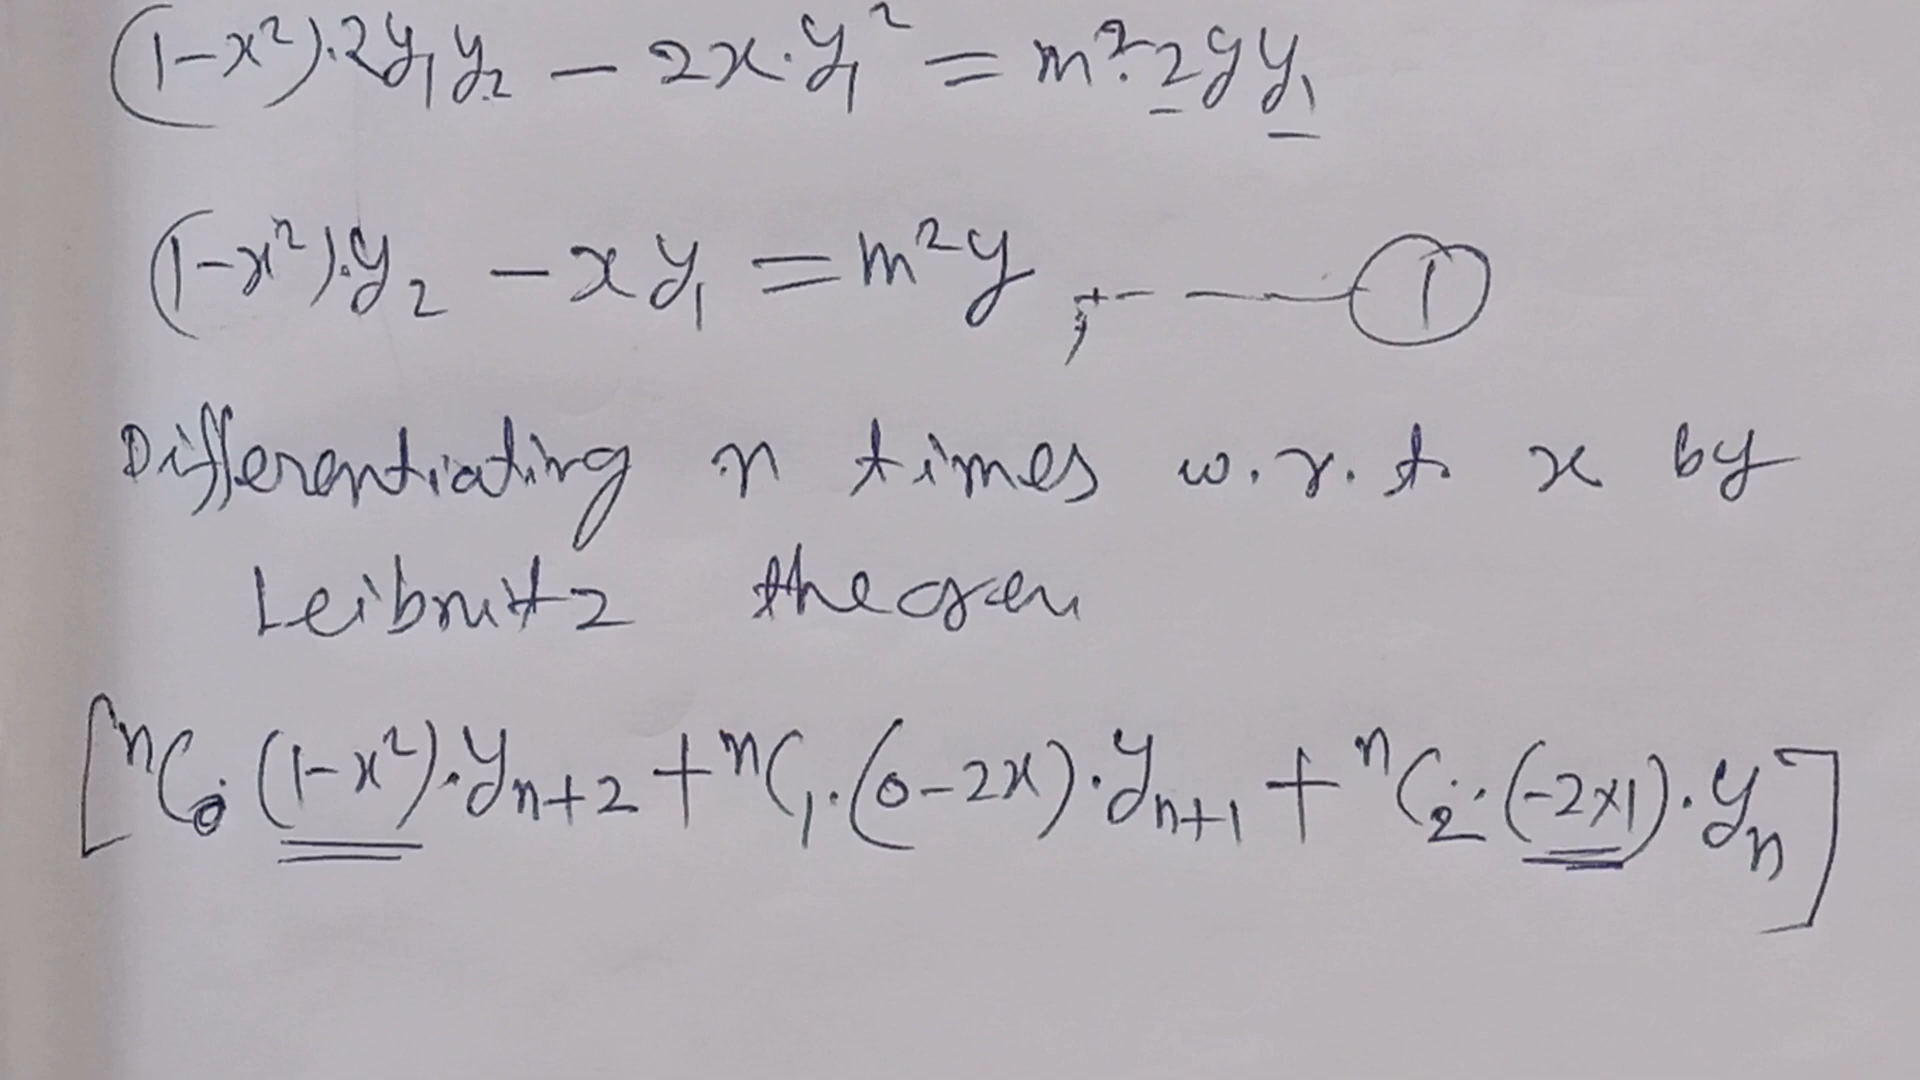 (1-x²).2y₁y₂ - 2x.y₁² = m².2yy₁
(1-x²).y₂ - xy₁ = m²y, ---- ①
Differentiating n times w.r.t. x by
Leibnitz theorem
[ⁿC₀.(1-x²).yₙ₊₂ + ⁿC₁.(0-2x).yₙ₊₁ + ⁿC₂.(-2×1).yₙ]